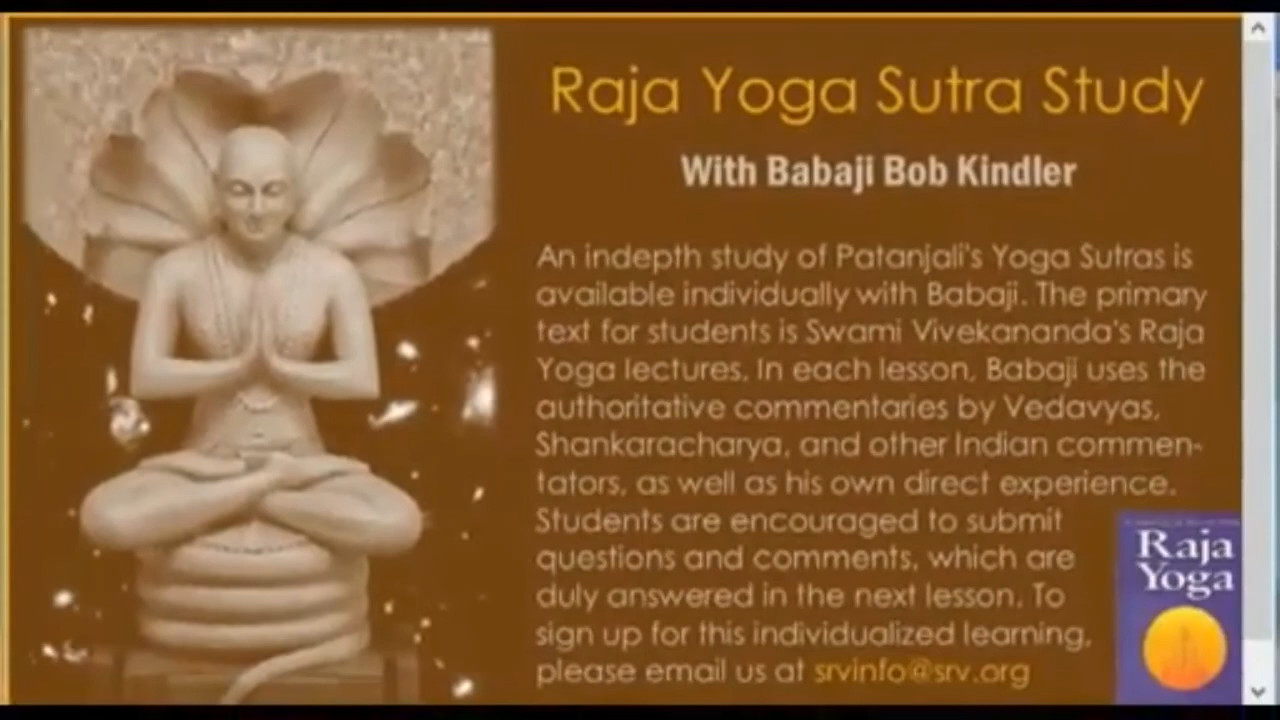 Raja Yoga Sutra Study
With Babaji Bob Kindler
An indepth study of Patanjali's Yoga Sutras is
available individually with Babaji. The primary
text for students is Swami Vivekananda's Raja
Yoga lectures. In each lesson, Babaji uses the
authoritative commentaries by Vedavyas,
Shankaracharya, and other Indian commen-
tators, as well as his own direct experience.
Students are encouraged to submit
questions and comments, which are
duly answered in the next lesson. To
sign up for this individualized learning,
please email us at srvinfo@srv.org
Raja
Yoga